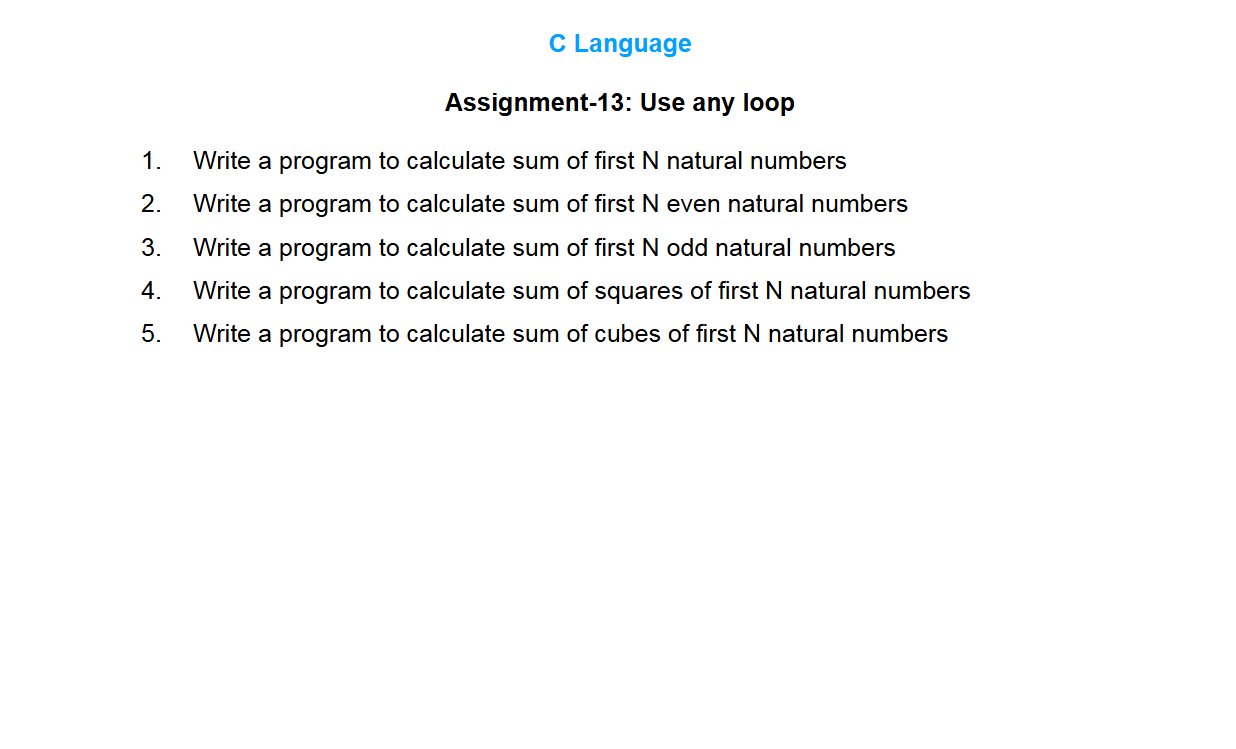 C Language
Assignment-13: Use any loop
1. Write a program to calculate sum of first N natural numbers
2. Write a program to calculate sum of first N even natural numbers
3. Write a program to calculate sum of first N odd natural numbers
4. Write a program to calculate sum of squares of first N natural numbers
5. Write a program to calculate sum of cubes of first N natural numbers